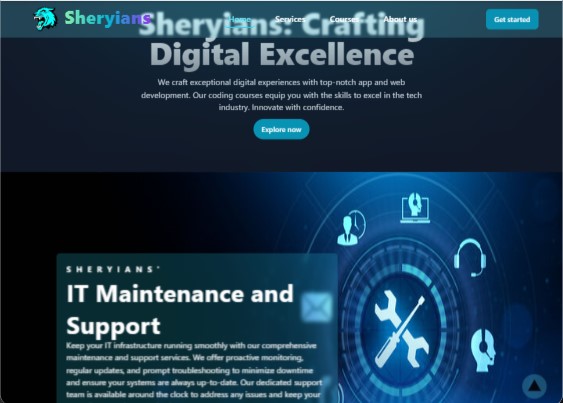 Sheryians
Home
Services
Courses
About us
Get started
Sheryians: Crafting
Digital Excellence
We craft exceptional digital experiences with top-notch app and web
development. Our coding courses equip you with the skills to excel in the tech
industry. Innovate with confidence.
Explore now
SHERYIANS'
IT Maintenance and
Support
Keep your IT infrastructure running smoothly with our comprehensive
maintenance and support services. We offer proactive monitoring,
regular updates, and prompt troubleshooting to minimize downtime
and ensure your systems are always up-to-date. Our dedicated support
team is available around the clock to address any issues and keep your